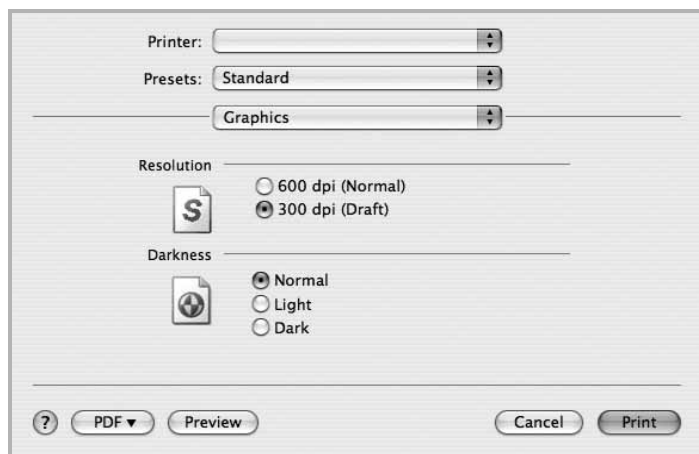 Printer:
Presets: Standard
Graphics
Resolution
600 dpi (Normal)
S
300 dpi (Draft)
Darkness
Normal
Light
Dark
? PDF▼ Preview Cancel Print